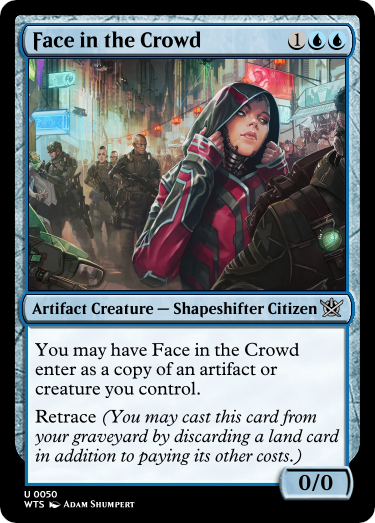 Face in the Crowd 1
Artifact Creature — Shapeshifter Citizen
You may have Face in the Crowd
enter as a copy of an artifact or
creature you control.
Retrace (You may cast this card from
your graveyard by discarding a land card
in addition to paying its other costs.)
0/0
U 0050
WTS Adam Shumpert